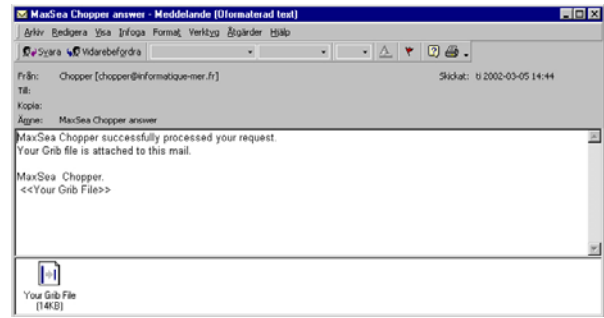 MaxSea Chopper answer - Meddelande (Oformaterad text)
Arkiv Redigera Visa Infoga Format Verktyg Åtgärder Hjälp
Svara Vidarebefordra
Från: Chopper [chopper@informatique-mer.fr] Skickat: ti 2002-03-05 14:44
Till:
Kopia:
Ämne: MaxSea Chopper answer
MaxSea Chopper successfully processed your request.
Your Grib file is attached to this mail.
MaxSea Chopper.
<<Your Grib File>>
Your Grib File
(14KB)